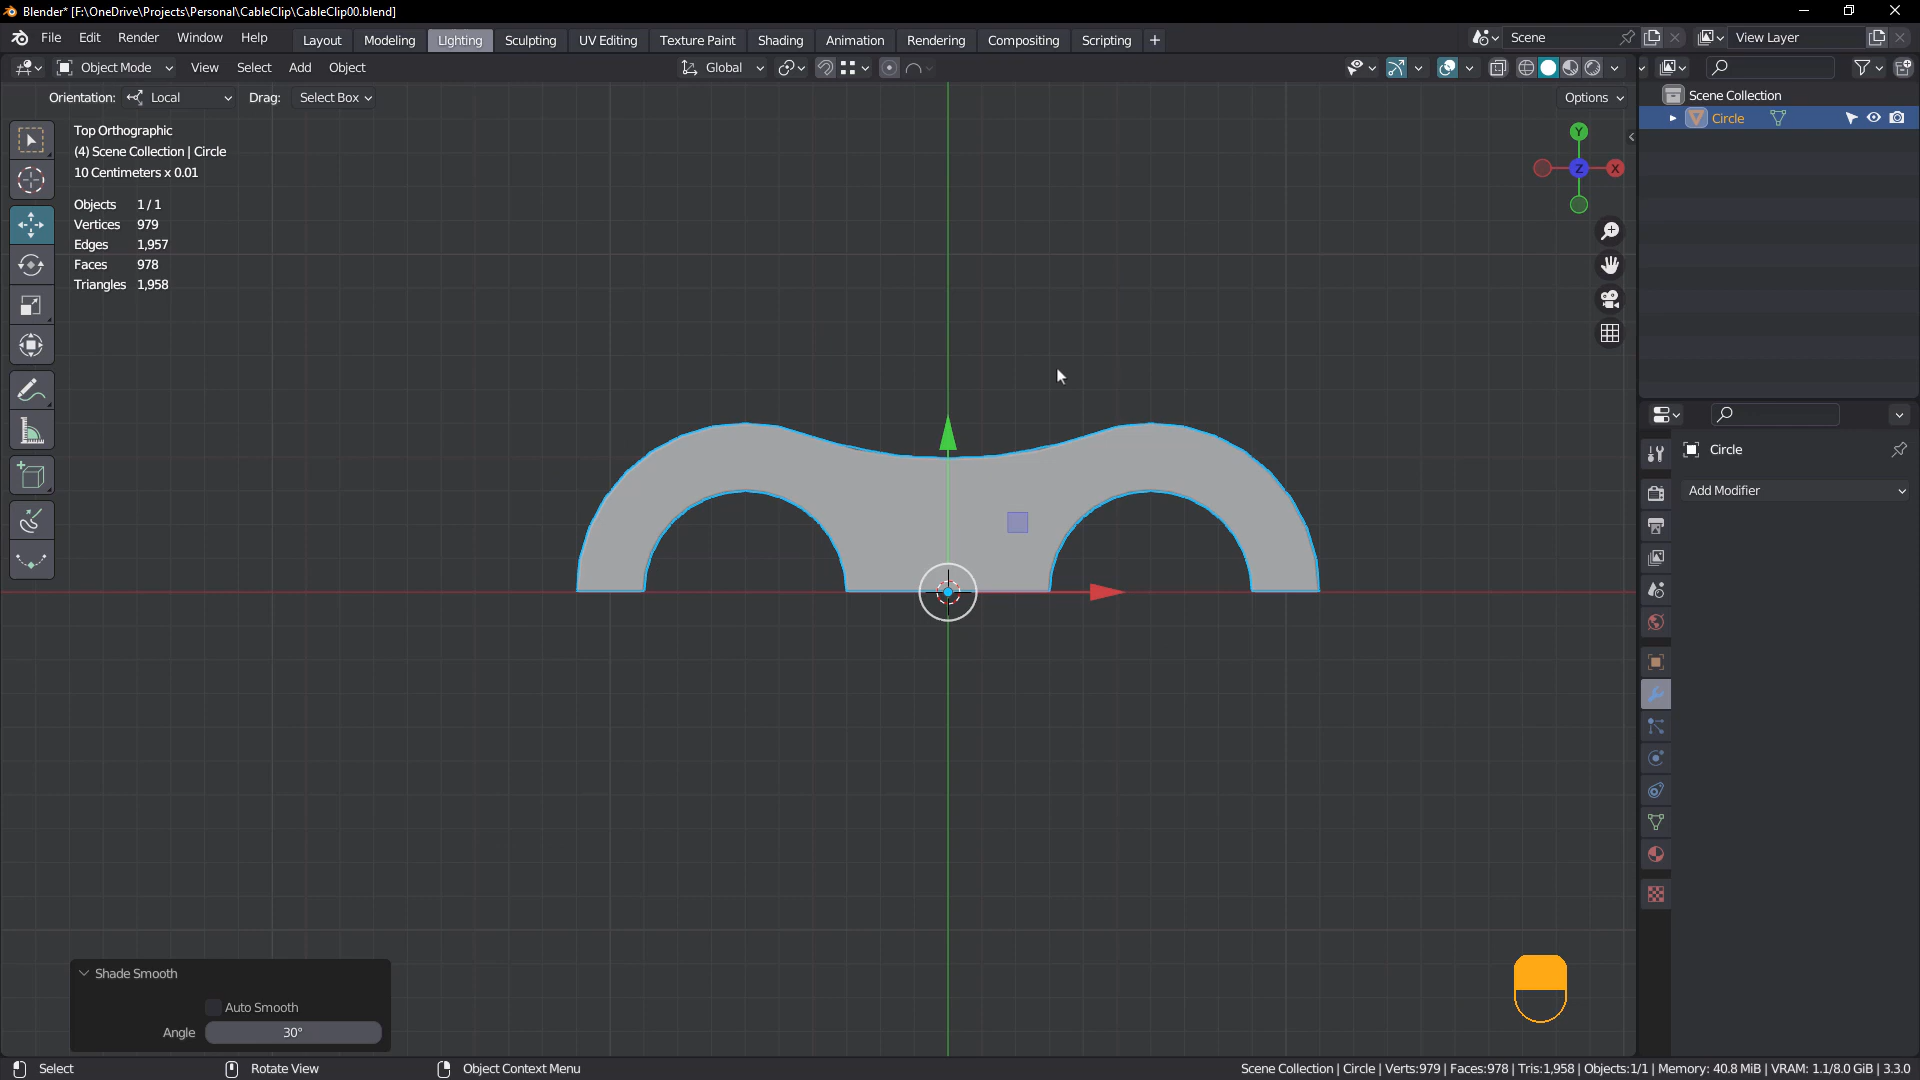 Blender* [F:\OneDrive\Projects\Personal\CableClip\CableClip00.blend]
File Edit Render Window Help Layout Modeling Lighting Sculpting UV Editing Texture Paint Shading Animation Rendering Compositing Scripting + Scene View Layer
Object Mode View Select Add Object Global
Orientation: Local Drag: Select Box Options
Scene Collection
Circle
Top Orthographic
(4) Scene Collection | Circle
10 Centimeters x 0.01
Objects 1/1
Vertices 979
Edges 1,957
Faces 978
Triangles 1,958
Y
X
Z
Circle
Add Modifier
Shade Smooth
Auto Smooth
Angle 30°
Select Rotate View Object Context Menu Scene Collection | Circle | Verts:979 | Faces:978 | Tris:1,958 | Objects:1/1 | Memory: 40.8 MiB | VRAM: 1.1/8.0 GiB | 3.3.0